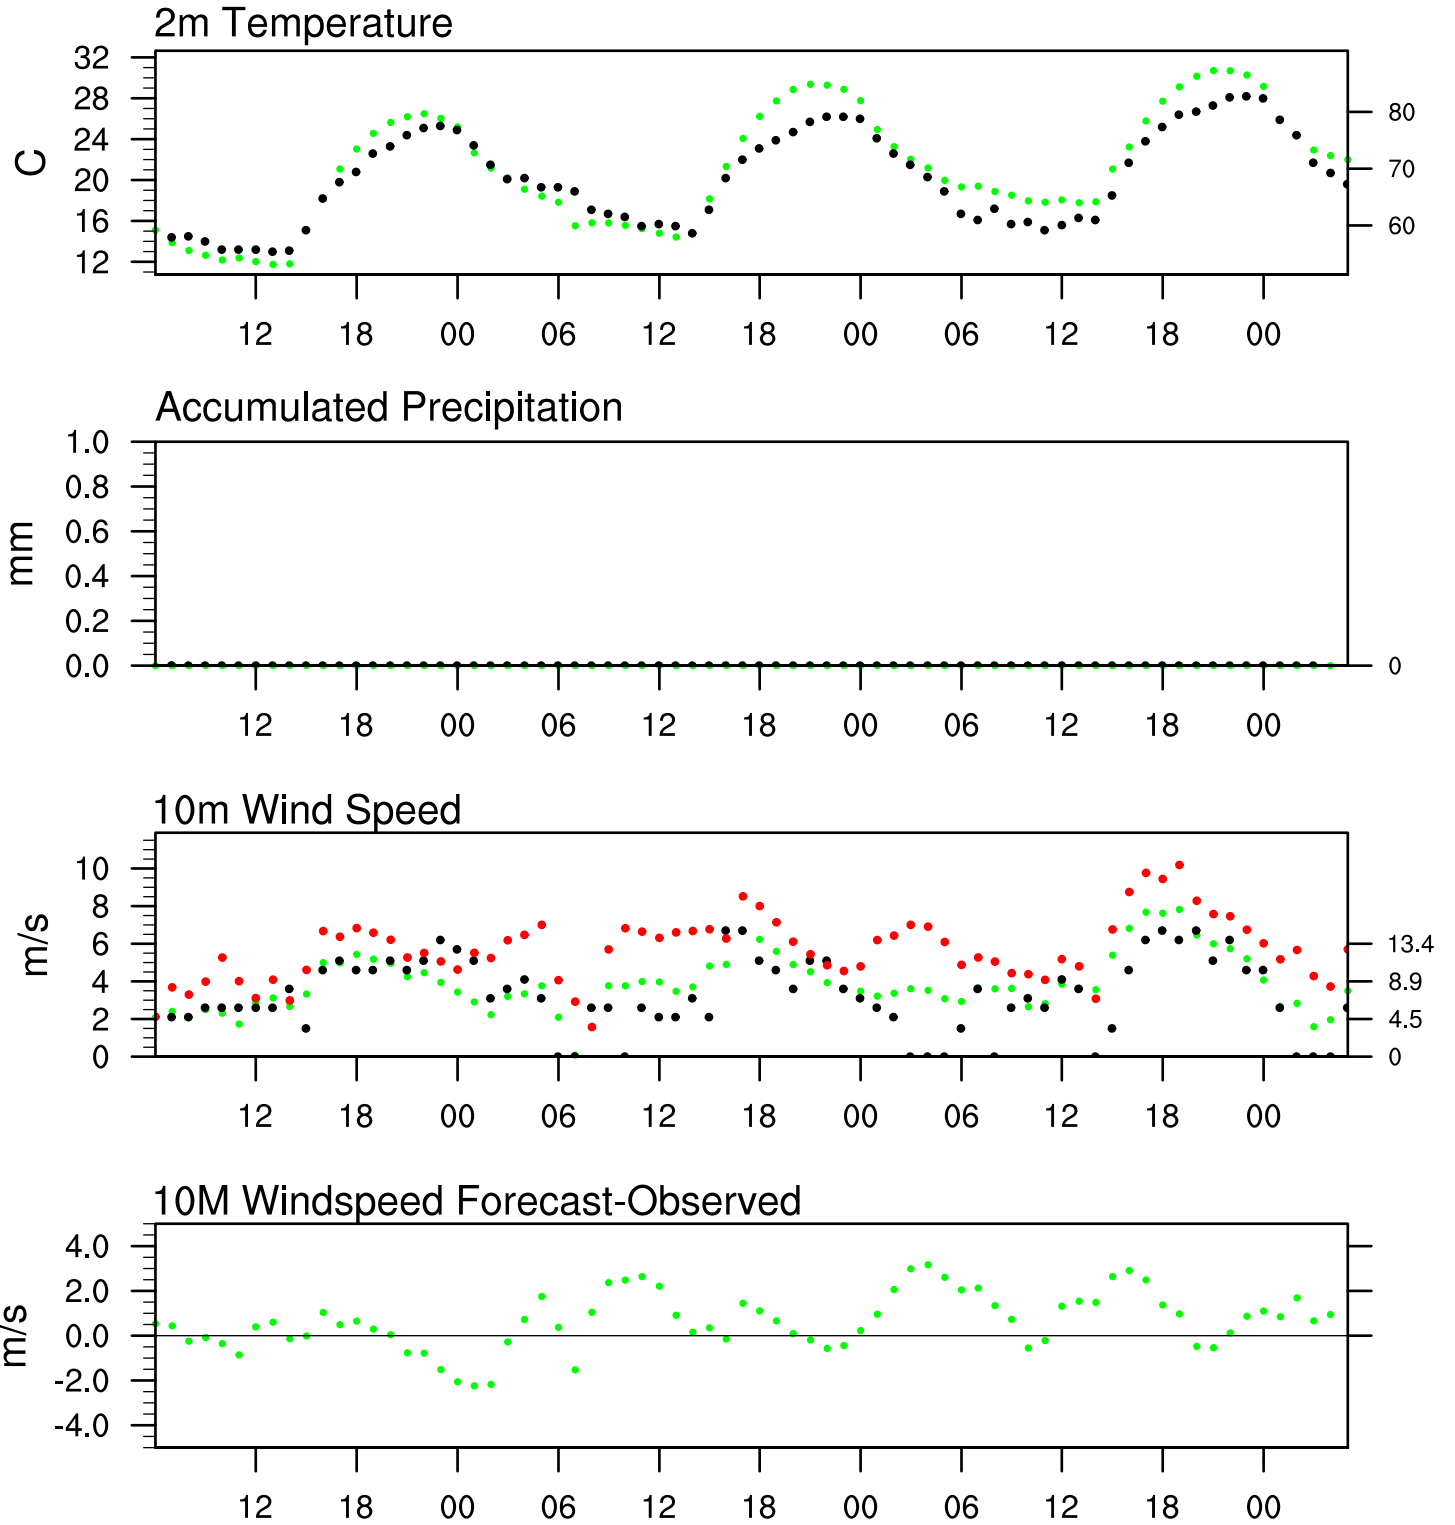 2m Temperature
32
28
24
20
16
12
C
80
70
60
12 18 00 06 12 18 00 06 12 18 00
Accumulated Precipitation
1.0
0.8
0.6
0.4
0.2
0.0
mm
0
12 18 00 06 12 18 00 06 12 18 00
10m Wind Speed
10
8
6
4
2
0
m/s
13.4
8.9
4.5
0
12 18 00 06 12 18 00 06 12 18 00
10M Windspeed Forecast-Observed
4.0
2.0
0.0
-2.0
-4.0
m/s
12 18 00 06 12 18 00 06 12 18 00